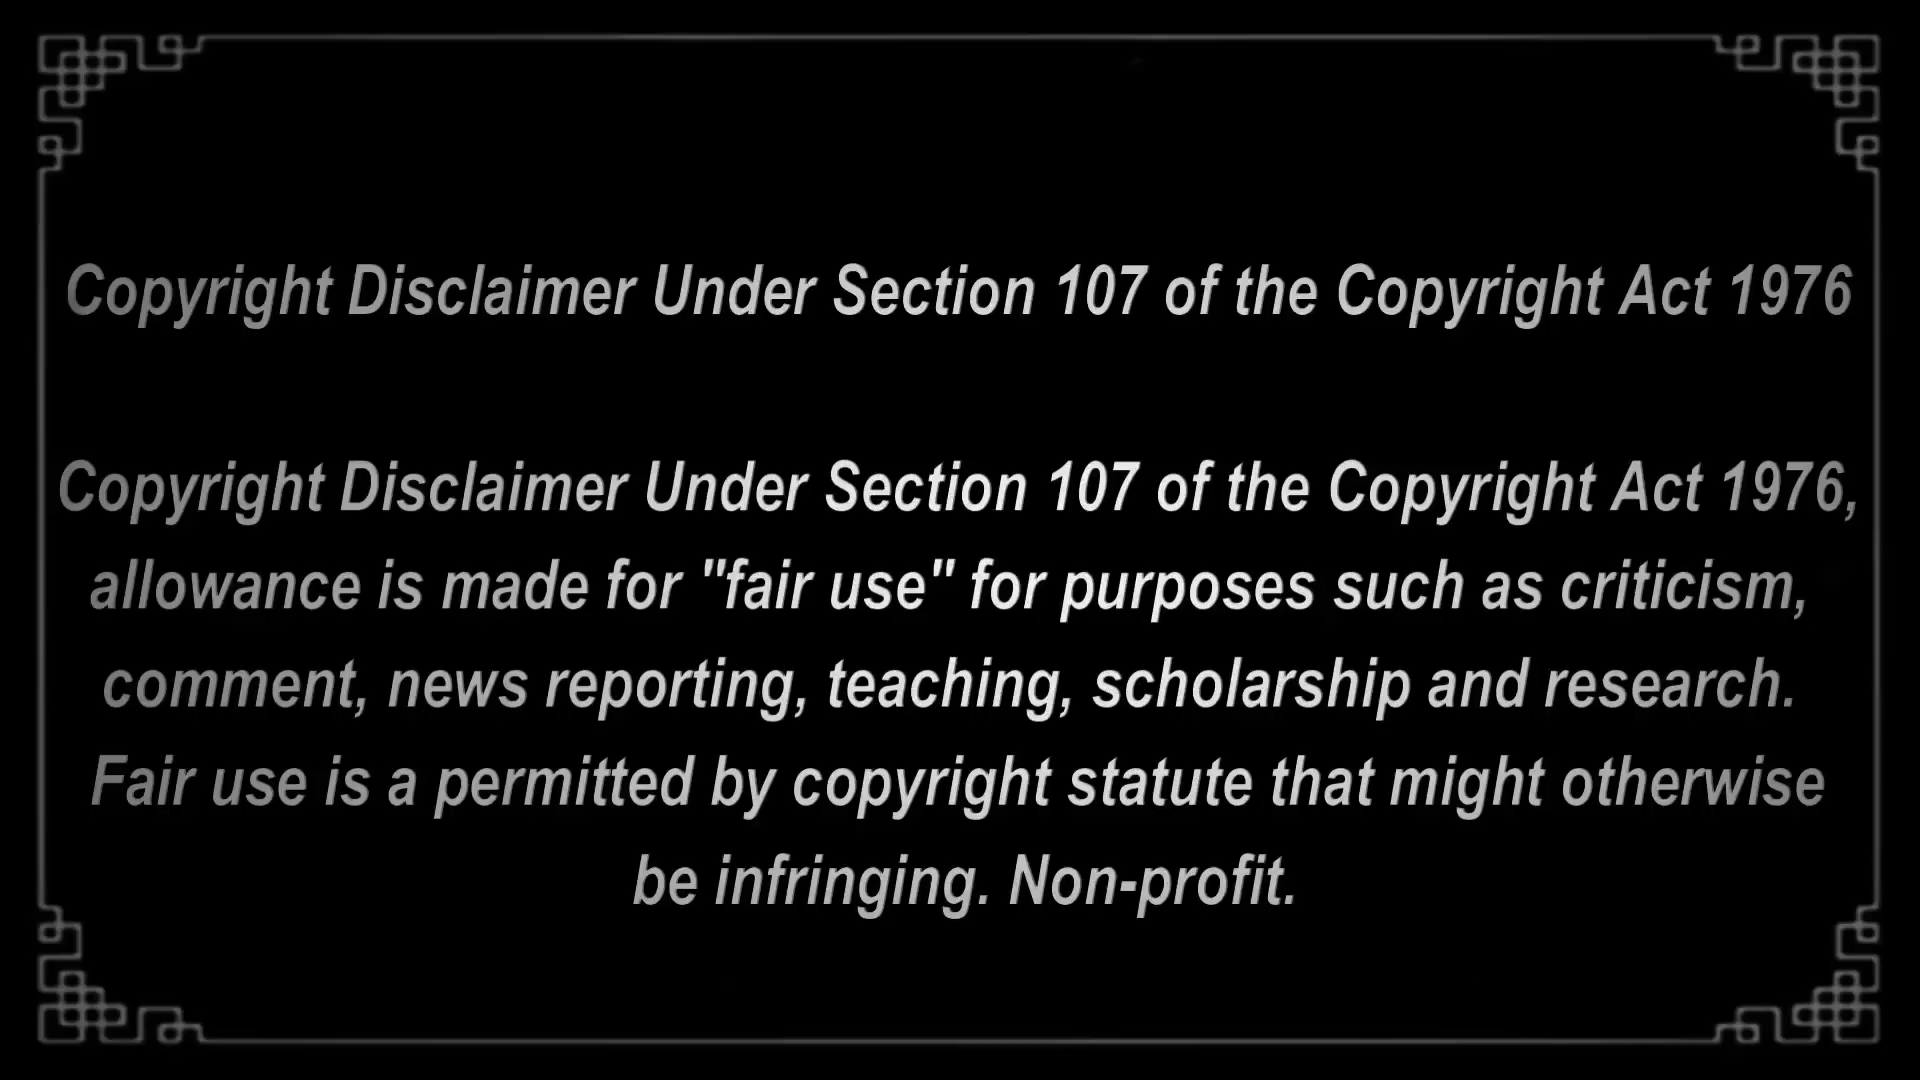 Copyright Disclaimer Under Section 107 of the Copyright Act 1976
Copyright Disclaimer Under Section 107 of the Copyright Act 1976,
allowance is made for "fair use" for purposes such as criticism,
comment, news reporting, teaching, scholarship and research.
Fair use is a permitted by copyright statute that might otherwise
be infringing. Non-profit.